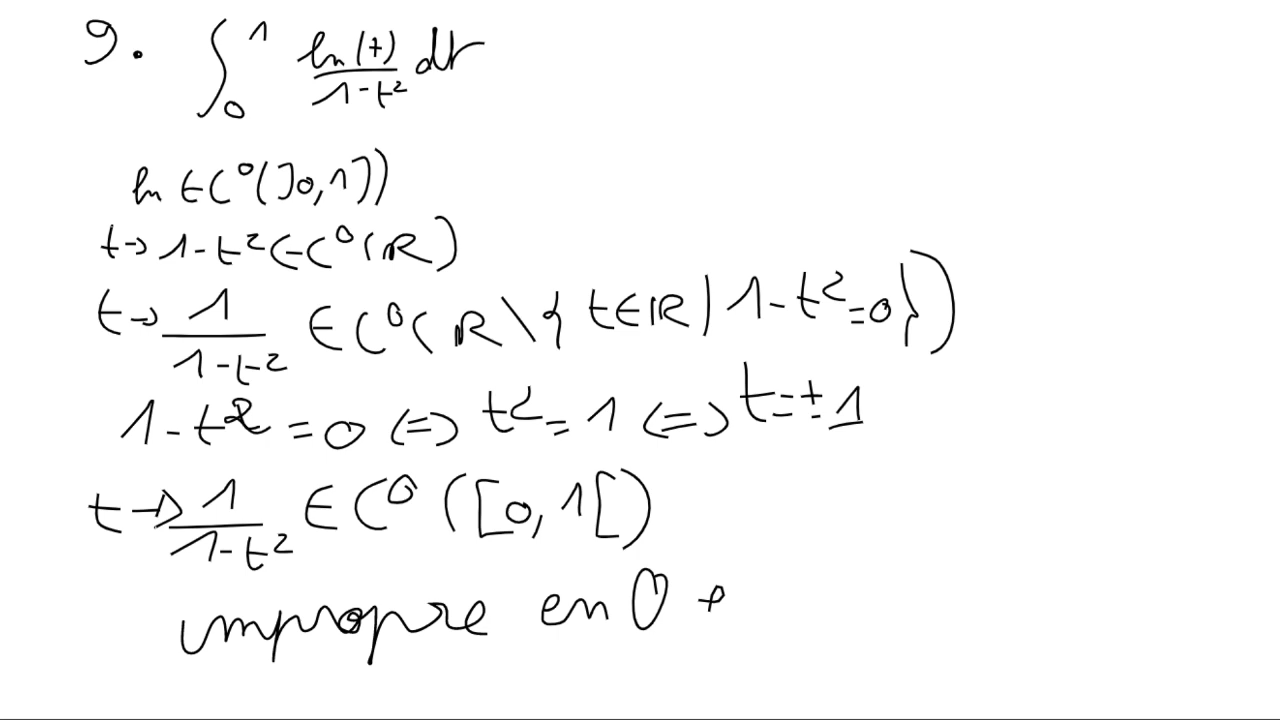 9. ∫₀¹ ln(t)/(1-t²) dt
ln ∈ C⁰(]0,1])
t→ 1-t² ∈ C⁰(ℝ)
t→ 1/(1-t²) ∈ C⁰(ℝ\{t∈ℝ|1-t²=0})
1-t²=0 ⇔ t²=1 ⇔ t=±1
t→ 1/(1-t²) ∈ C⁰([0,1[)
impropre en 0